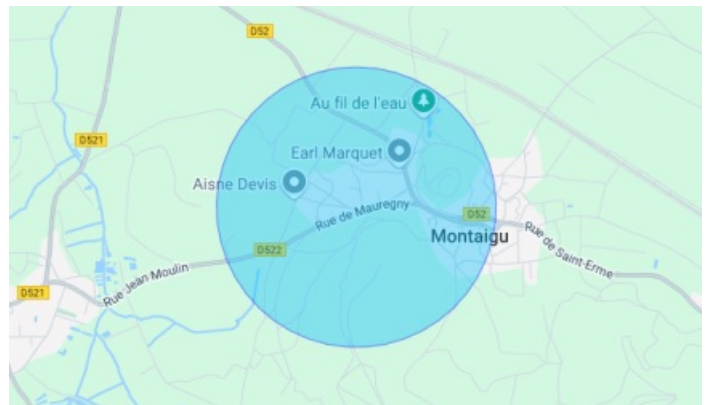 D52
Au fil de l'eau
D521
Earl Marquet
Aisne Devis
Rue de Mauregny
D52
Montaigu
Rue de Saint-Erme
D522
Rue Jean Moulin
D521